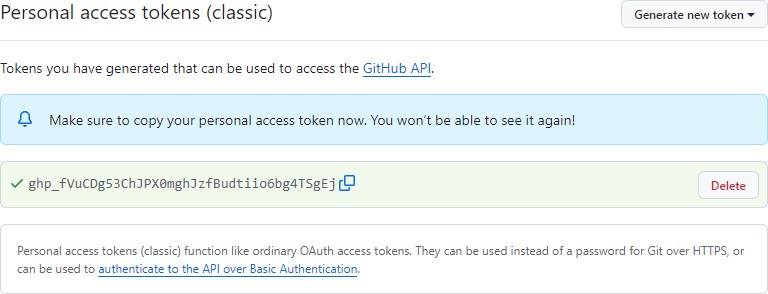 Personal access tokens (classic)
Generate new token
Tokens you have generated that can be used to access the GitHub API.
Make sure to copy your personal access token now. You won't be able to see it again!
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
Delete
Personal access tokens (classic) function like ordinary OAuth access tokens. They can be used instead of a password for Git over HTTPS, or
can be used to authenticate to the API over Basic Authentication.